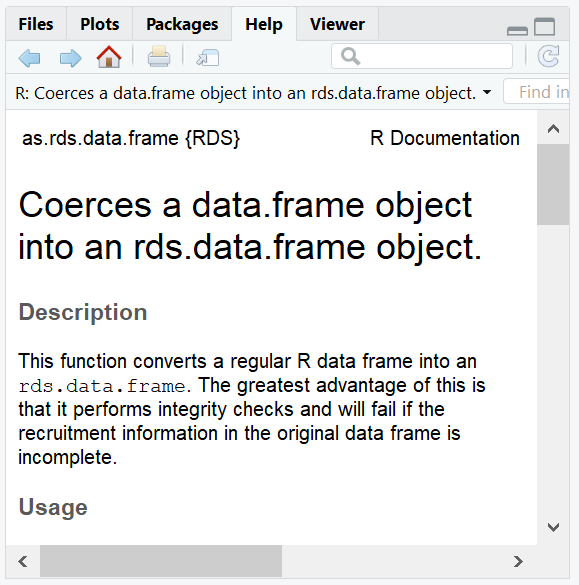 Files Plots Packages Help Viewer
R: Coerces a data.frame object into an rds.data.frame object. Find in
as.rds.data.frame {RDS} R Documentation
Coerces a data.frame object
into an rds.data.frame object.
Description
This function converts a regular R data frame into an
rds.data.frame. The greatest advantage of this is
that it performs integrity checks and will fail if the
recruitment information in the original data frame is
incomplete.
Usage